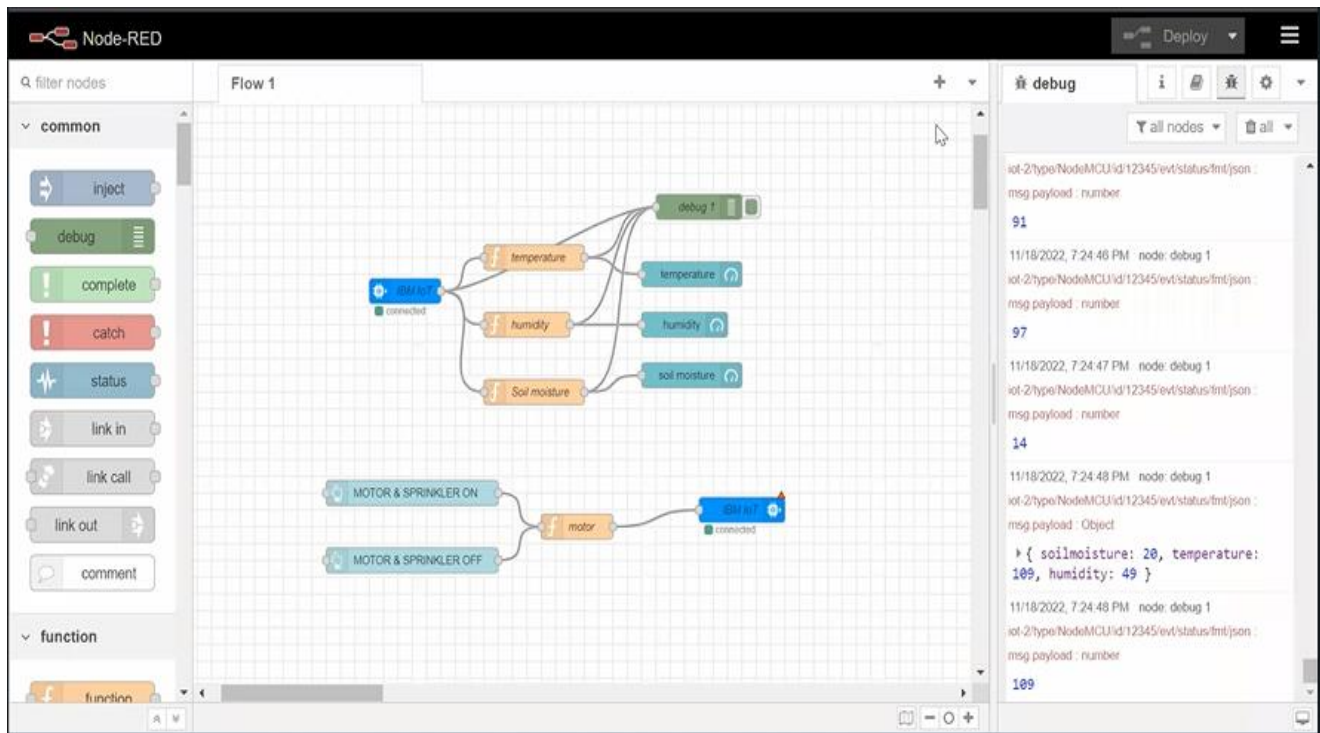 Node-RED
Deploy
filter nodes
Flow 1
debug
i
all nodes
all
common
inject
debug
complete
catch
status
link in
link call
link out
comment
function
function
debug 1
temperature
temperature
IBM IoT
connected
humidity
humidity
Soil moisture
soil moisture
MOTOR & SPRINKLER ON
motor
IBM IoT
connected
MOTOR & SPRINKLER OFF
iot-2/type/NodeMCU/id/12345/evt/status/fmt/json :
msg.payload : number
91
11/18/2022, 7:24:46 PM node: debug 1
iot-2/type/NodeMCU/id/12345/evt/status/fmt/json :
msg.payload : number
97
11/18/2022, 7:24:47 PM node: debug 1
iot-2/type/NodeMCU/id/12345/evt/status/fmt/json :
msg.payload : number
14
11/18/2022, 7:24:48 PM node: debug 1
iot-2/type/NodeMCU/id/12345/evt/status/fmt/json :
msg.payload : Object
{ soilmoisture: 20, temperature:
109, humidity: 49 }
11/18/2022, 7:24:48 PM node: debug 1
iot-2/type/NodeMCU/id/12345/evt/status/fmt/json :
msg.payload : number
109